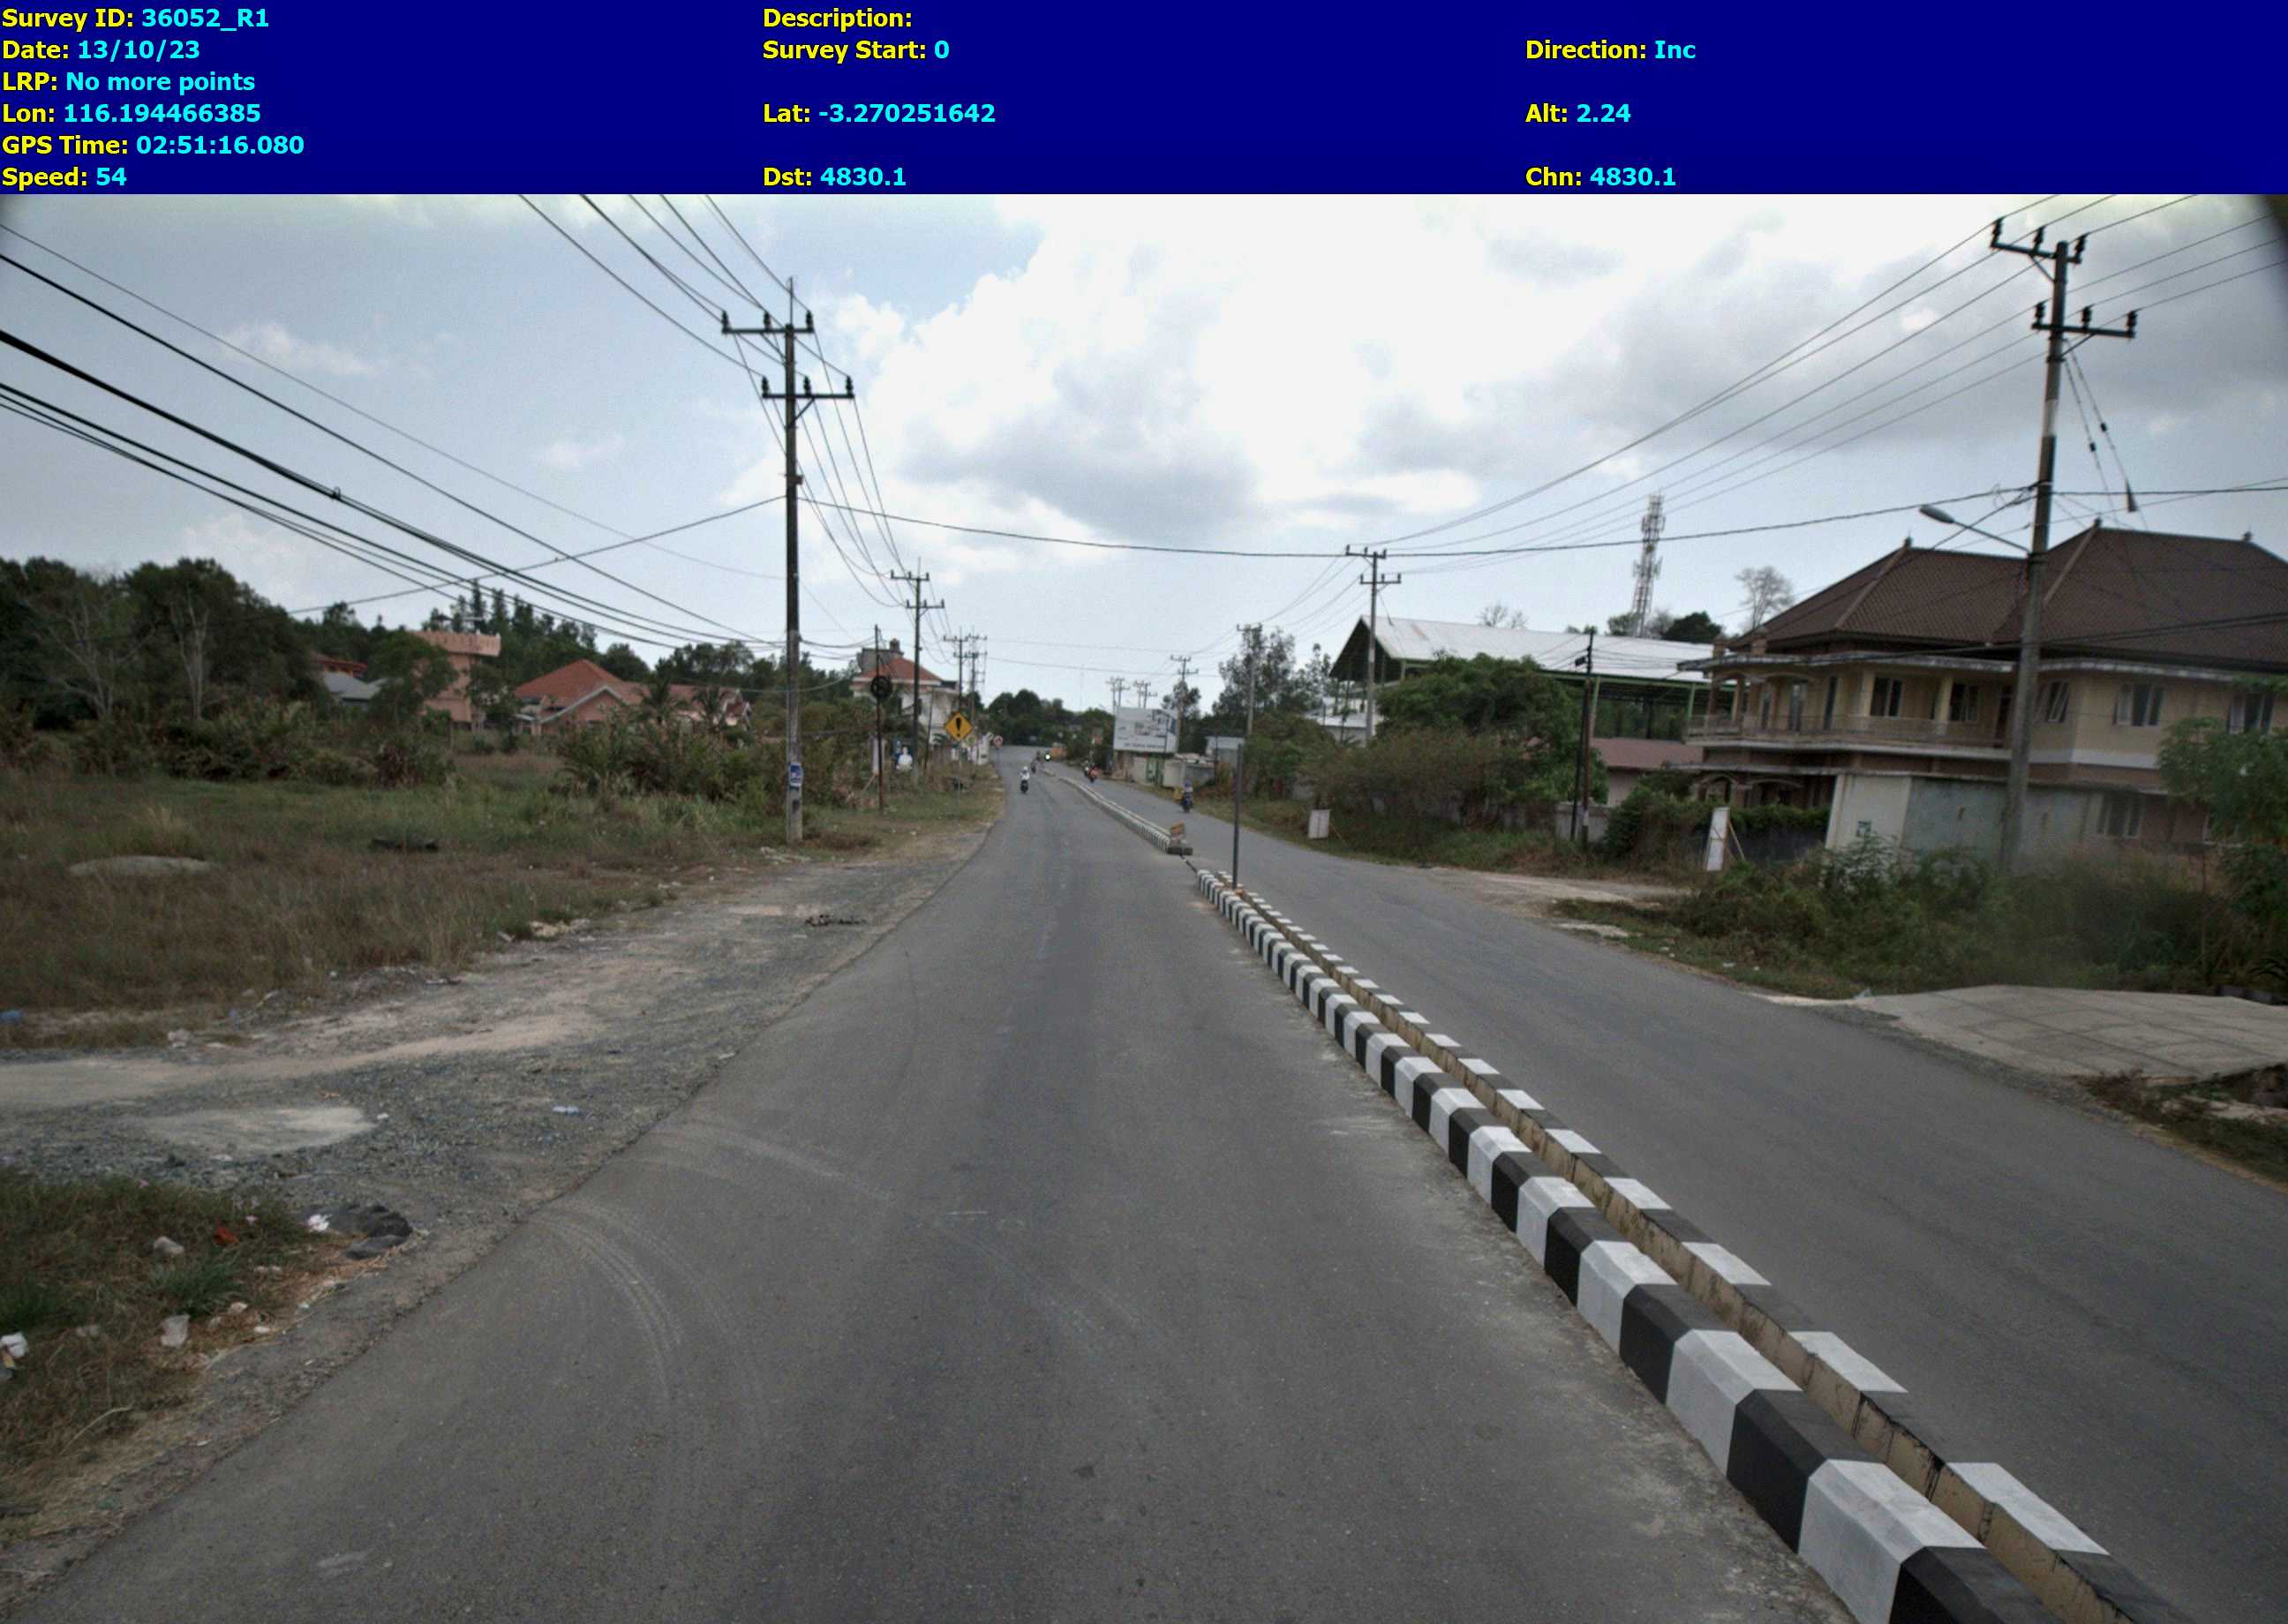 Survey ID: 36052_R1
Description:
Date: 13/10/23
Survey Start: 0
Direction: Inc
LRP: No more points
Lon: 116.194466385
Lat: -3.270251642
Alt: 2.24
GPS Time: 02:51:16.080
Speed: 54
Dst: 4830.1
Chn: 4830.1